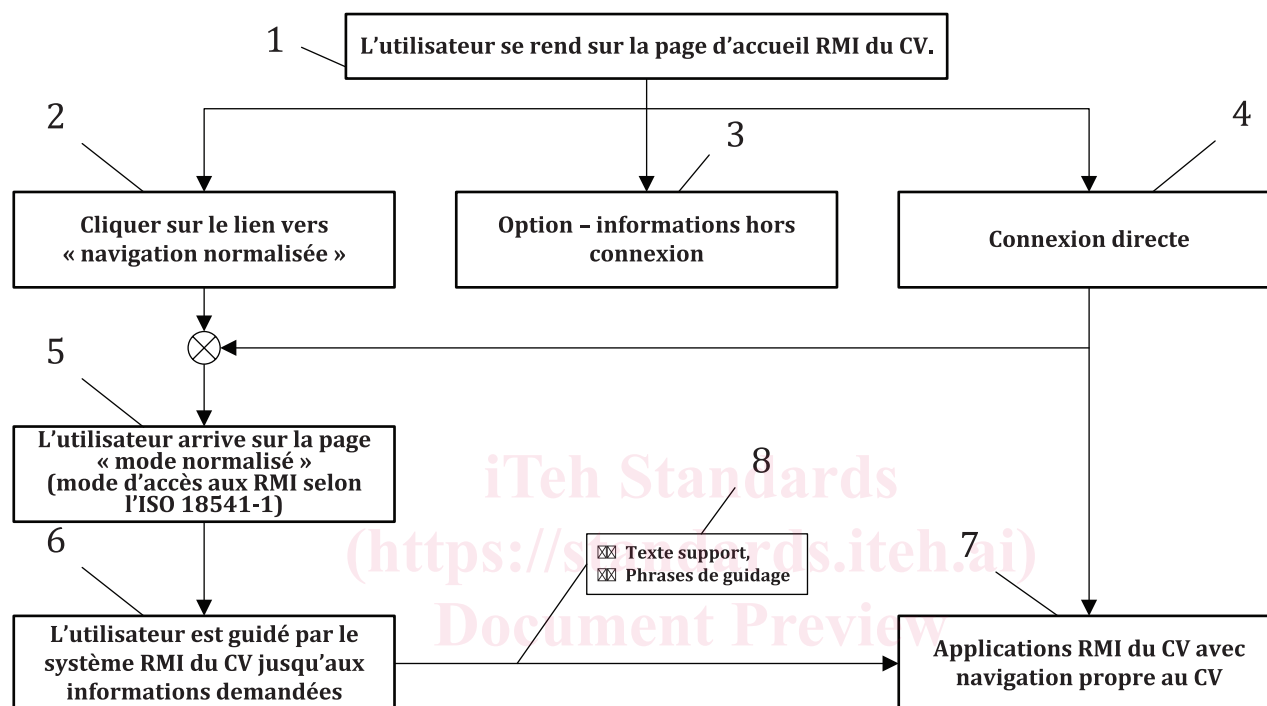 1
L’utilisateur se rend sur la page d’accueil RMI du CV.
2
3
4
Cliquer sur le lien vers
« navigation normalisée »
Option – informations hors
connexion
Connexion directe
5
L’utilisateur arrive sur la page
« mode normalisé »
(mode d’accès aux RMI selon
l’ISO 18541-1)
iTeh Standards
(https://standards.iteh.ai)
Document Preview
8
Texte support,
Phrases de guidage
6
7
L’utilisateur est guidé par le
système RMI du CV jusqu’aux
informations demandées
Applications RMI du CV avec
navigation propre au CV